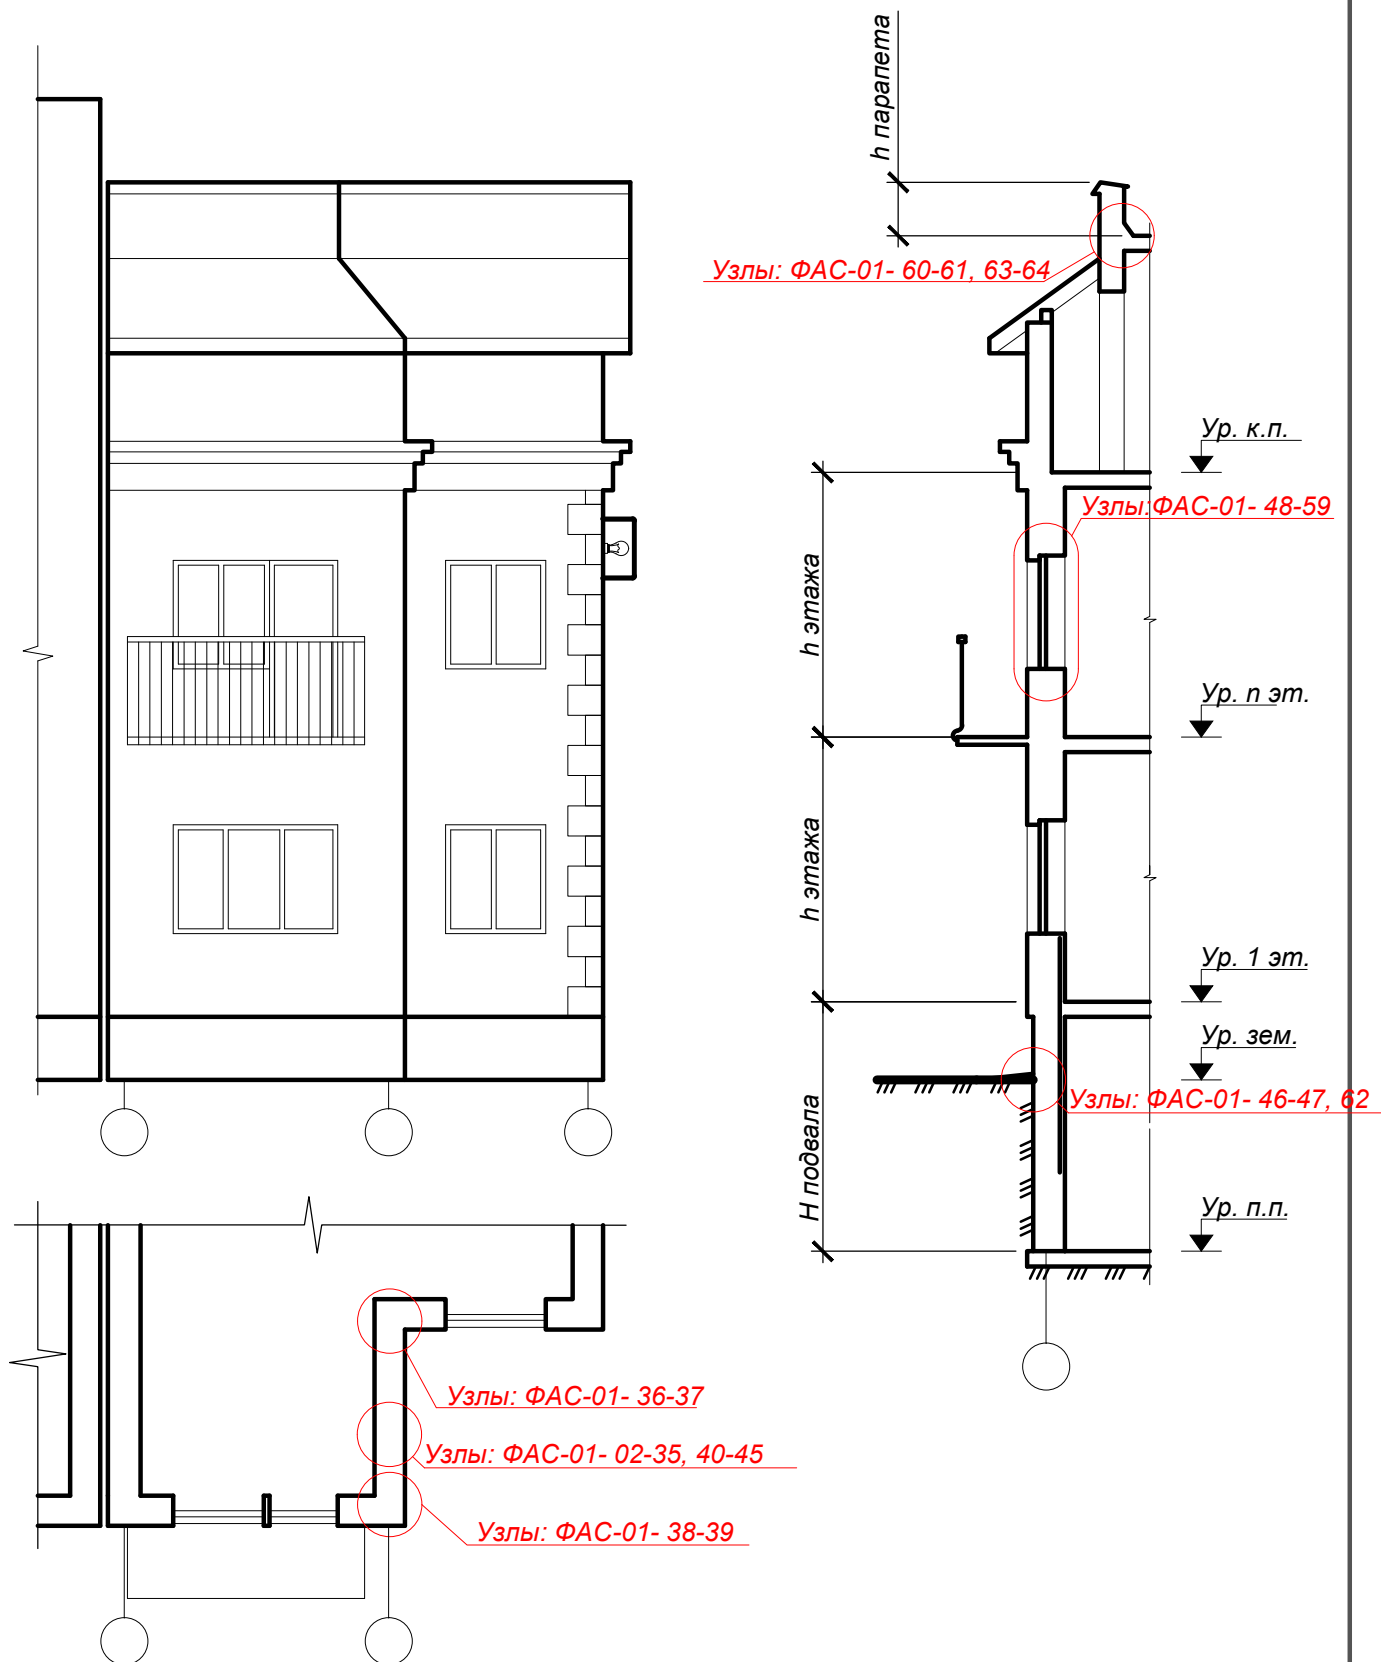 h парапета
Узлы: ФАС-01- 60-61, 63-64
Ур. к.п.
Узлы:ФАС-01- 48-59
h этажа
Ур. n эт.
h этажа
Ур. 1 эт.
Ур. зем.
Узлы: ФАС-01- 46-47, 62
H подвала
Ур. п.п.
Узлы: ФАС-01- 36-37
Узлы: ФАС-01- 02-35, 40-45
Узлы: ФАС-01- 38-39